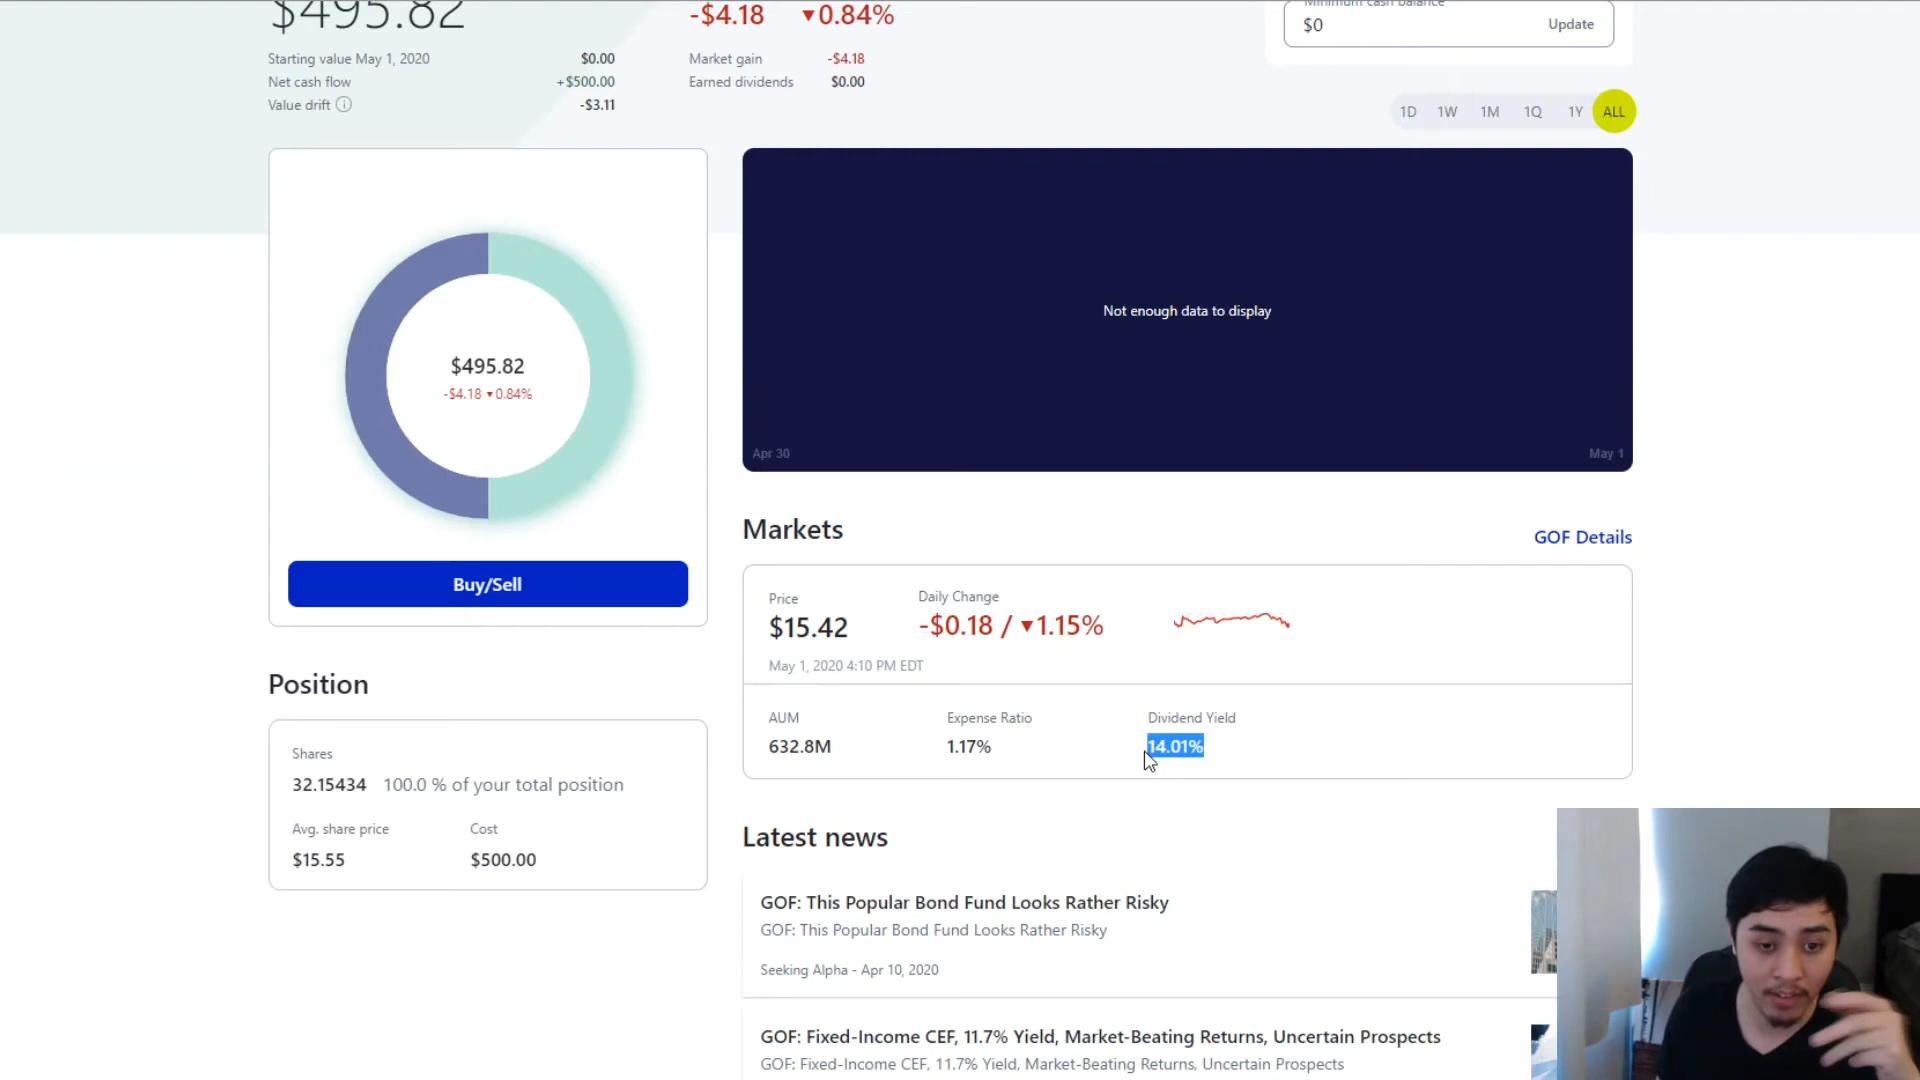 $495.82
-$4.18 ▼0.84%
Minimum cash balance
$0 Update
Starting value May 1, 2020 $0.00
Net cash flow +$500.00
Value drift -$3.11
Market gain -$4.18
Earned dividends $0.00
1D 1W 1M 1Q 1Y ALL
$495.82
-$4.18 ▼0.84%
Buy/Sell
Not enough data to display
Apr 30 May 1
Markets
GOF Details
Price
$15.42
May 1, 2020 4:10 PM EDT
Daily Change
-$0.18 / ▼1.15%
AUM
632.8M
Expense Ratio
1.17%
Dividend Yield
14.01%
Position
Shares
32.15434 100.0 % of your total position
Avg. share price
$15.55
Cost
$500.00
Latest news
GOF: This Popular Bond Fund Looks Rather Risky
GOF: This Popular Bond Fund Looks Rather Risky
Seeking Alpha - Apr 10, 2020
GOF: Fixed-Income CEF, 11.7% Yield, Market-Beating Returns, Uncertain Prospects
GOF: Fixed-Income CEF, 11.7% Yield, Market-Beating Returns, Uncertain Prospects